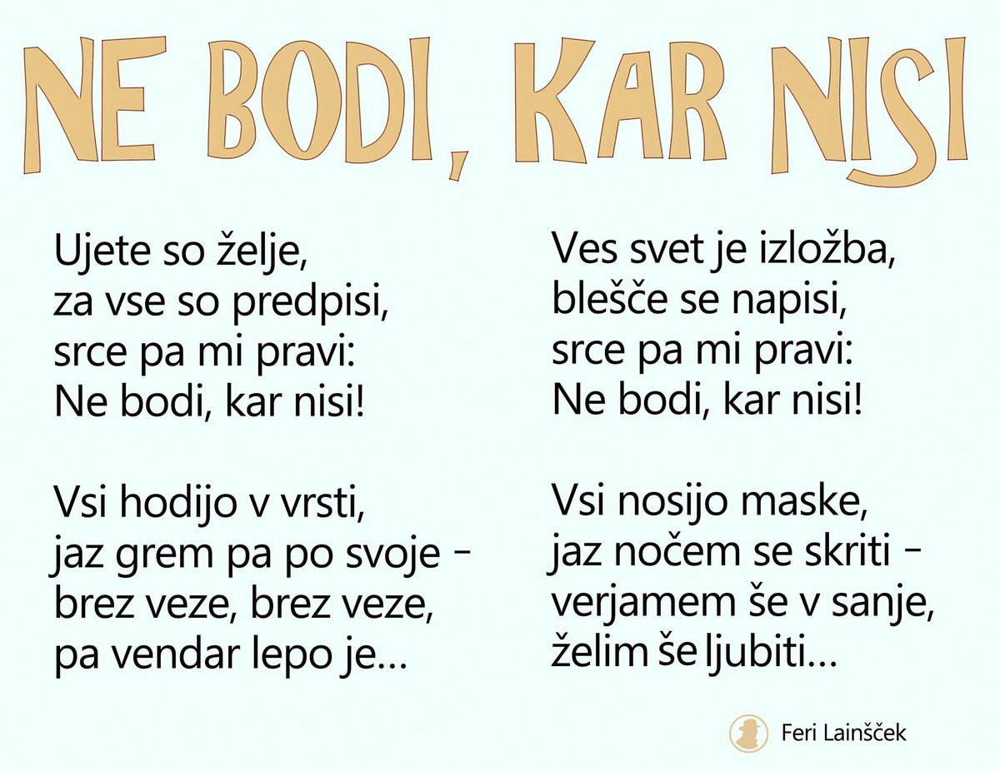 NE BODI, KAR NISI
Ujete so želje,
za vse so predpisi,
srce pa mi pravi:
Ne bodi, kar nisi!
Vsi hodijo v vrsti,
jaz grem pa po svoje –
brez veze, brez veze,
pa vendar lepo je...
Ves svet je izložba,
blešče se napisi,
srce pa mi pravi:
Ne bodi, kar nisi!
Vsi nosijo maske,
jaz nočem se skriti –
verjamem še v sanje,
želim še ljubiti...
Feri Lainšček